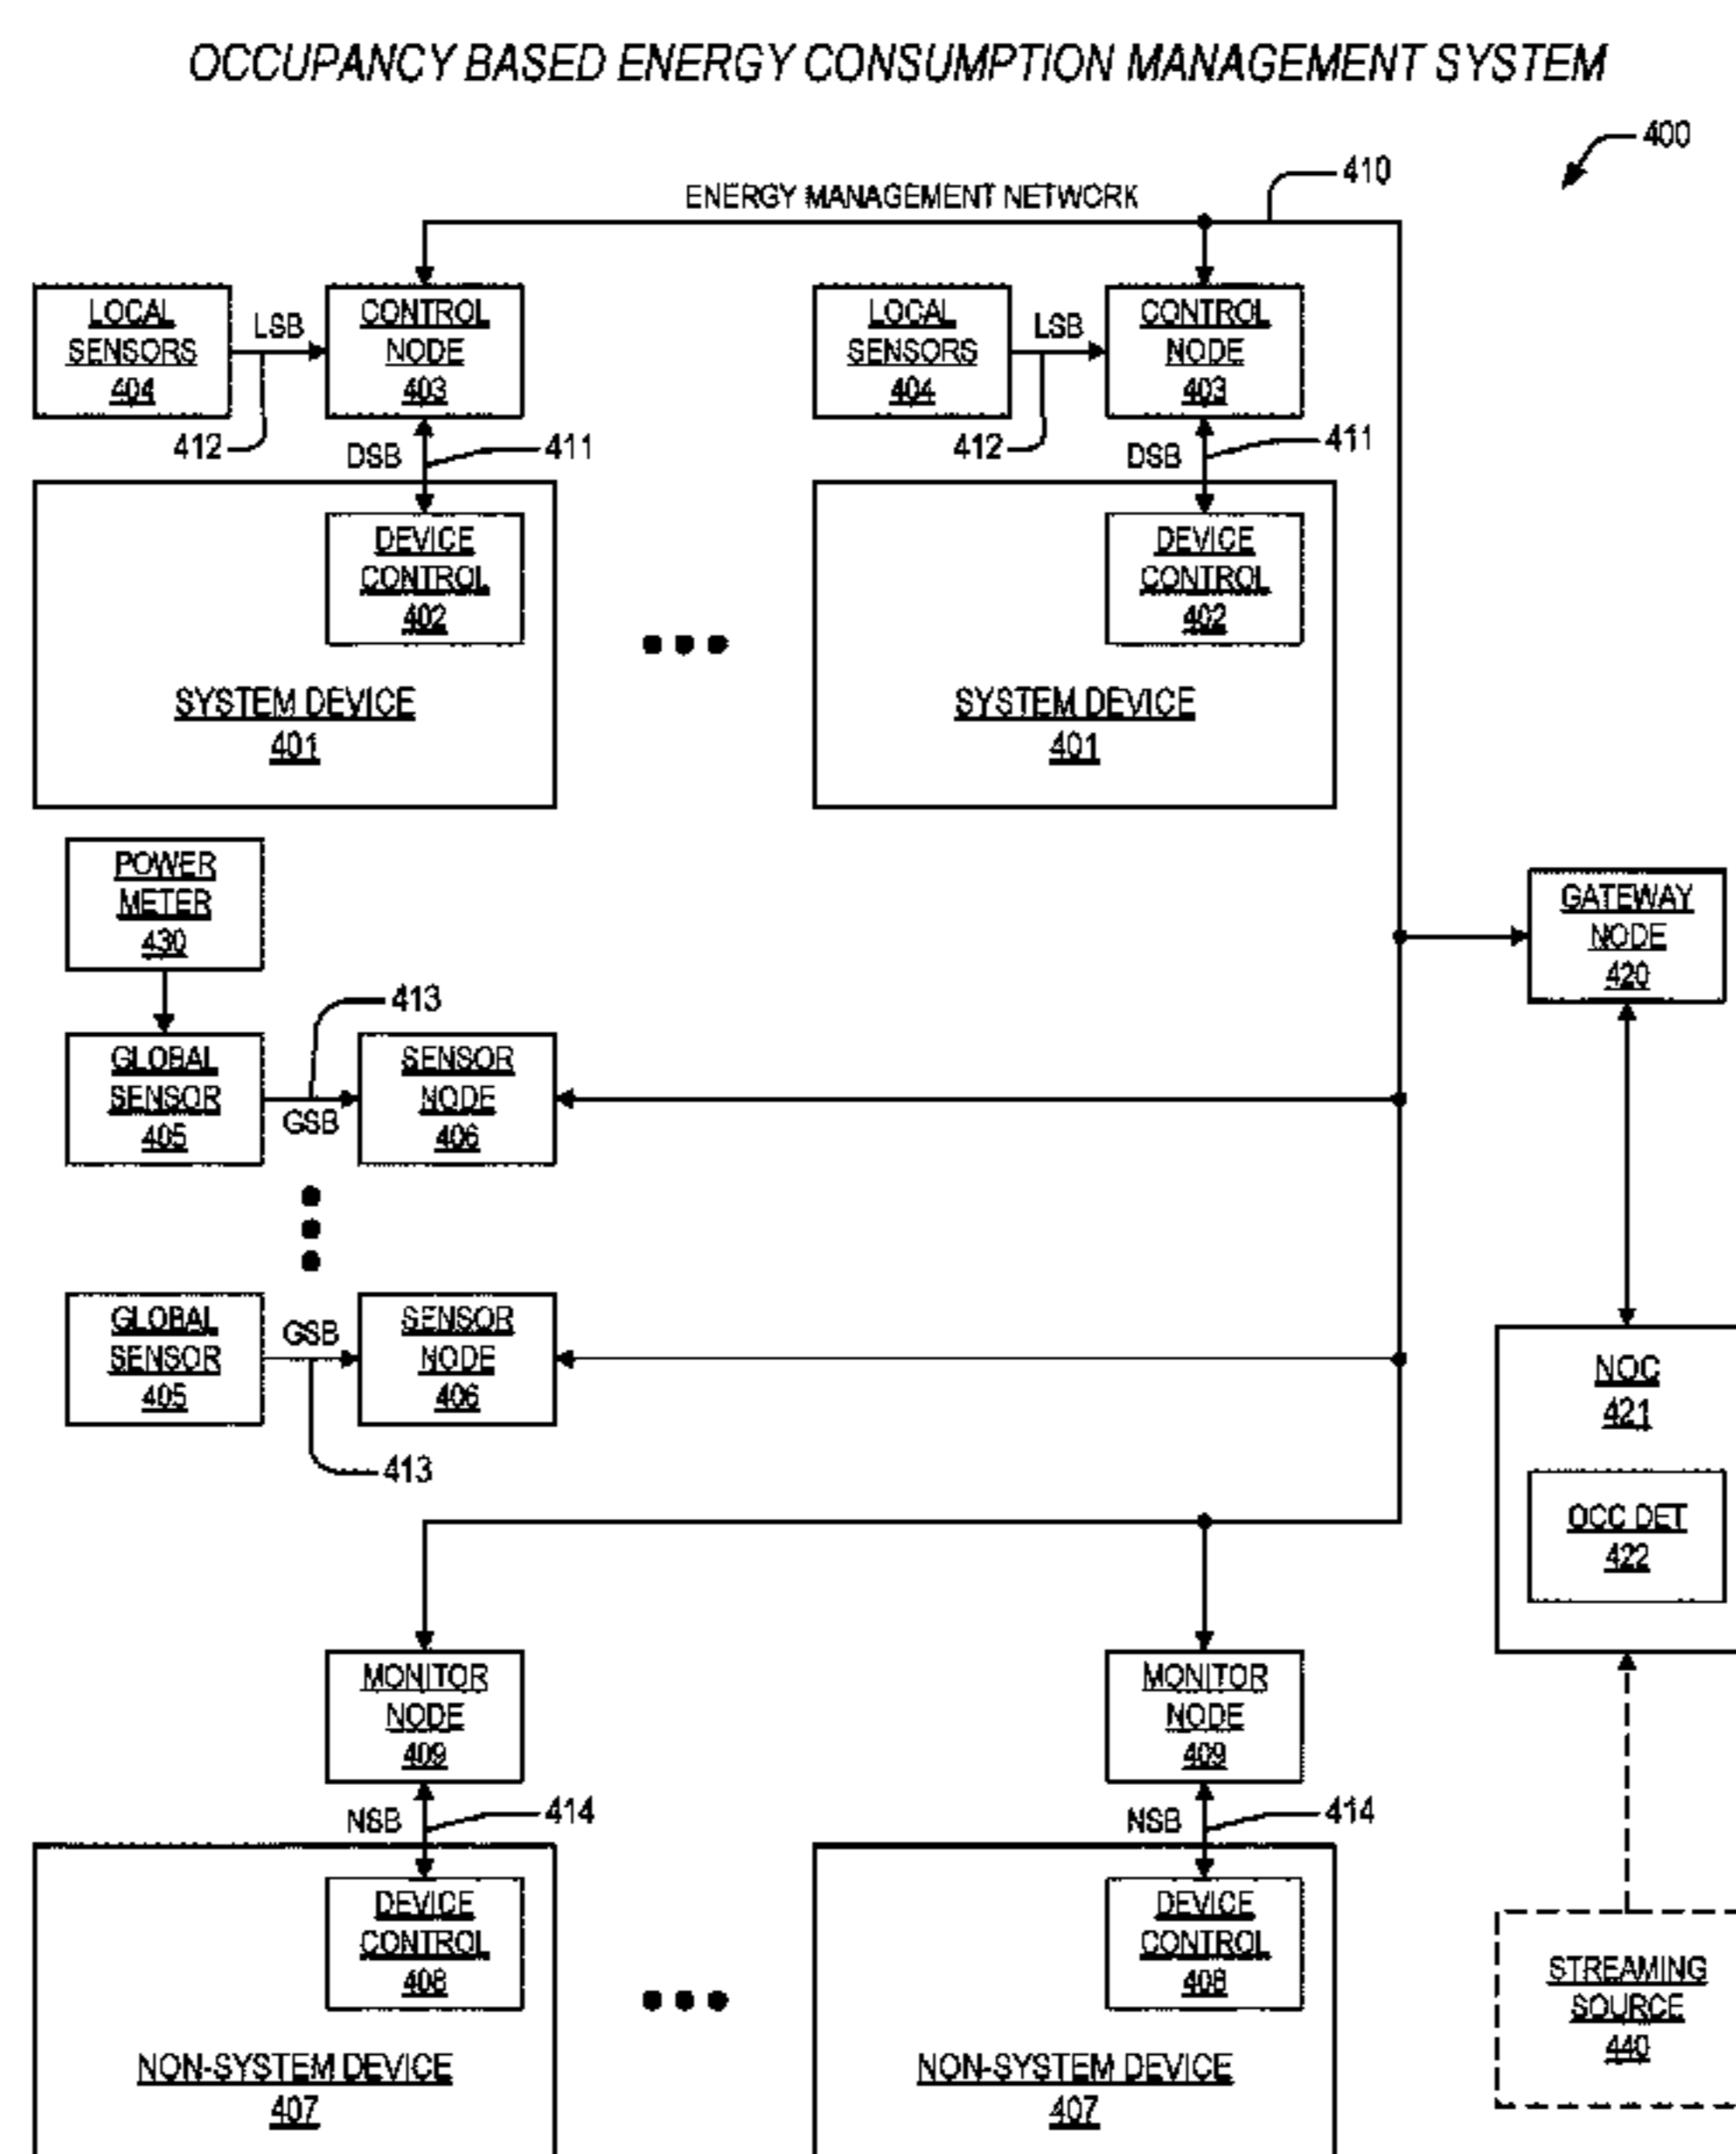 OCCUPANCY BASED ENERGY CONSUMPTION MANAGEMENT SYSTEM
400
410
ENERGY MANAGEMENT NETWORK
LOCAL
SENSORS
404
LSB
412
CONTROL
NODE
403
DSB
411
DEVICE
CONTROL
402
SYSTEM DEVICE
401
LOCAL
SENSORS
404
LSB
412
CONTROL
NODE
403
DSB
411
DEVICE
CONTROL
402
SYSTEM DEVICE
401
POWER
METER
430
GATEWAY
NODE
420
413
GLOBAL
SENSOR
405
GSB
SENSOR
NODE
406
GLOBAL
SENSOR
405
GSB
SENSOR
NODE
406
413
NOC
421
OCC DET
422
MONITOR
NODE
409
NSB
414
DEVICE
CONTROL
408
NON-SYSTEM DEVICE
407
MONITOR
NODE
409
NSB
414
DEVICE
CONTROL
408
NON-SYSTEM DEVICE
407
STREAMING
SOURCE
440